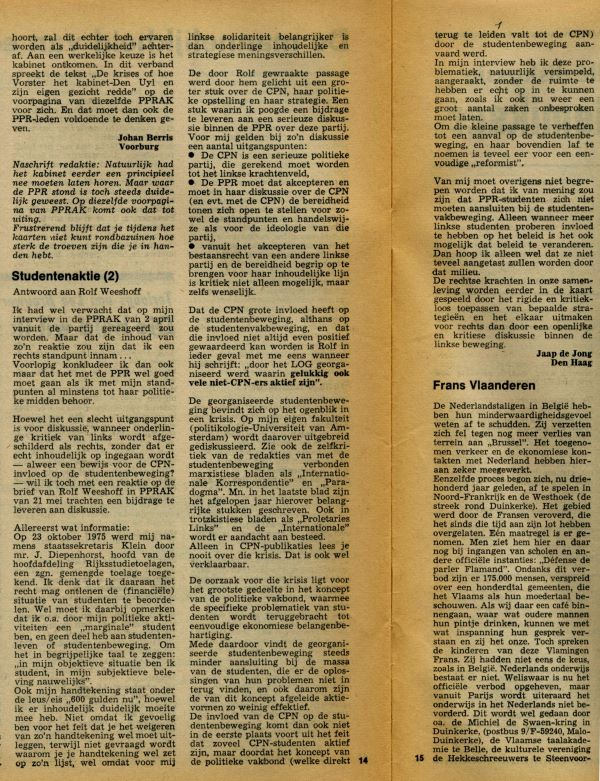 hoort, zal dit echter toch ervaren
worden als „duidelijkheid” achter-
af. Aan een werkelijke keuze is het
kabinet ontkomen. In dit verband
spreekt de tekst „De krises of hoe
Vorster het kabinet-Den Uyl en
zijn eigen gezicht redde” op de
voorpagina van diezelfde PPRAK
voor zich. En dat moet dan ook de
PPR-leden voldoende te denken ge-
ven.
Johan Berris
Voorburg
Naschrift redaktie: Natuurlijk had
het kabinet eerder een principieel
nee moeten laten horen. Maar waar
de PPR stond is toch steeds duide-
lijk geweest. Op diezelfde voorpagi-
na van PPRAK komt ook dat tot
uiting.
Frustrerend blijft dat je tijdens het
kaarten niet kunt rondbazuinen hoe
sterk de troeven zijn die je in han-
den hebt.
Studentenaktie (2)
Antwoord aan Rolf Weeshoff
Ik had wel verwacht dat op mijn
interview in de PPRAK van 2 april
vanuit de partij gereageerd zou
worden. Maar dat de inhoud van
zo'n reaktie zou zijn dat ik een
rechts standpunt innam . . .
Voorlopig konkludeer ik dan ook
maar dat het met de PPR wel goed
moet gaan als ik met mijn stand-
punten al minstens tot haar politie-
ke midden behoor.
Hoewel het een slecht uitgangspunt
is voor diskussie, wanneer onderlin-
ge kritiek van links wordt afge-
schilderd als rechts, zonder dat er
echt inhoudelijk op ingegaan wordt
— alweer een bewijs voor de CPN-
invloed op de studentenbeweging?
— wil ik toch met een reaktie op de
brief van Rolf Weeshoff in PPRAK
van 21 mei trachten een bijdrage te
leveren aan diskussie.
Allereerst wat informatie:
Op 23 oktober 1975 werd mij na-
mens staatssekretaris Klein door
mr. J. Diepenhorst, hoofd van de
hoofdafdeling Rijksstudietoelagen,
een zgn. gemengde toelage toege-
kend. Ik denk dat ik daaraan het
recht mag ontlenen de (financiële)
situatie van studenten te beoorde-
len. Wel moet ik daarbij opmerken
dat ik o.a. door mijn politieke akti-
viteiten een „marginale” student
ben, en geen deel heb aan studenten-
leven of studentenbeweging. Om
het in begrijpelijke taal te zeggen:
„in mijn objectieve situatie ben ik
student, in mijn subjectieve bele-
ving nauwelijks”.
Ook mijn handtekening staat onder
de leus/eis „600 gulden nu”, hoewel
ik er inhoudelijk duidelijk moeite
mee heb. Niet omdat ik gevoelig
ben voor het feit dat je het weigeren
van zo'n handtekening wel moet uit-
leggen, terwijl niet gevraagd wordt
waarom je je handtekening wel zet
op zo'n lijst, wel omdat voor mij
linkse solidariteit belangrijker is
dan onderlinge inhoudelijke en
strategiese meningsverschillen.
De door Rolf gewraakte passage
werd door hem gelicht uit een gro-
ter stuk over de CPN, haar politie-
ke opstelling en haar strategie. Een
stuk waarin ik poogde een bijdrage
te leveren aan een serieuze diskus-
sie binnen de PPR over deze partij.
Voor mij gelden bij zo'n diskussie
een aantal uitgangspunten:
● De CPN is een serieuze politieke
partij, die gerekend moet worden
tot het linkse krachtenveld,
● De PPR moet dat akcepteren en
moet in haar diskussie over de CPN
(en evt. met de CPN) de bereidheid
tonen zich open te stellen voor zo-
wel de standpunten en handelswij-
ze als voor de ideologie van die
partij,
● vanuit het akcepteren van het
bestaansrecht van een andere linkse
partij en de bereidheid begrip op te
brengen voor haar inhoudelijke lijn
is kritiek niet alleen mogelijk, maar
zelfs wenselijk.
Dat de CPN grote invloed heeft op
de studentenbeweging, althans op
de studentenvakbeweging, en dat
die invloed niet altijd even positief
gewaardeerd kan worden is Rolf in
ieder geval met me eens wanneer
hij schrijft: „door het LOG georga-
niseerd werd waarin gelukkig ook
vele niet-CPN-ers aktief zijn”.
De georganiseerde studentenbewe-
ging bevindt zich op het ogenblik in
een krisis. Op mijn eigen fakulteit
(politikologie-Universiteit van Am-
sterdam) wordt daarover uitgebreid
gediskussieerd. Zie ook de zelfkri-
tiek van de redakties van met de
studentenbeweging verbonden
marxistiese bladen als „Internatio-
nale Korrespondentie” en „Para-
dogma”. Mn. in het laatste blad zijn
het afgelopen jaar hierover belang-
rijke stukken geschreven. Ook in
trotzkistiese bladen als „Proletaries
Links” en de „Internationale”
wordt er aandacht aan besteed.
Alleen in CPN-publikaties lees je
nooit over die krisis. Dat is ook wel
verklaarbaar.
De oorzaak voor die krisis ligt voor
het grootste gedeelte in het koncept
van de politieke vakbond, waarmee
de specifieke problematiek van stu-
denten wordt teruggebracht tot
eenvoudige ekonomiese belangenbe-
hartiging.
Mede daardoor vindt de georgani-
seerde studentenbeweging steeds
minder aansluiting bij de massa
van de studenten, die er de oplos-
singen van hun problemen niet in
terug vinden, en ook daarom zijn
de van dit koncept afgeleide aktie-
vormen zo weinig effektief.
De invloed van de CPN op de stu-
dentenbeweging komt dan ook niet
in de eerste plaats voort uit het feit
dat zoveel CPN-studenten aktief
zijn, maar doordat het koncept van
de politieke vakbond (welke direkt
14
1
terug te leiden valt tot de CPN)
door de studentenbeweging aan-
vaard werd.
In mijn interview heb ik deze pro-
blematiek, natuurlijk versimpeld,
aangeraakt, zonder de ruimte te
hebben er echt op in te kunnen
gaan, zoals ik ook nu weer een
groot aantal zaken onbesproken
moet laten.
Om die kleine passage te verheffen
tot een aanval op de studentenbe-
weging, en haar bovendien laf te
noemen is teveel eer voor een een-
voudige „reformist”.
Van mij moet overigens niet begre-
pen worden dat ik van mening zou
zijn dat PPR-studenten zich niet
moeten aansluiten bij de studenten-
vakbeweging. Alleen wanneer meer
linkse studenten proberen invloed
te hebben op het beleid is het ook
mogelijk dat beleid te veranderen.
Dan hoop ik alleen wel dat ze niet
teveel aangetast zullen worden door
dat milieu.
De rechtse krachten in onze samen-
leving worden eerder in de kaart
gespeeld door het rigide en kritiek-
loos toepassen van bepaalde stra-
tegieën en het elkaar uitmaken
voor rechts dan door een openlijke
en kritiese diskussie binnen de
linkse beweging.
Jaap de Jong
Den Haag
Frans Vlaanderen
De Nederlandstaligen in België heb-
ben hun minderwaardigheidsgevoel
weten af te schudden. Zij verzetten
zich fel tegen nog meer verlies van
terrein aan „Brussel”. Het toegeno-
men verkeer en de ekonomiese kon-
takten met Nederland hebben hier-
aan zeker meegewerkt.
Eenzelfde proces begon zich, nu drie-
honderd jaar geleden, af te spelen in
Noord-Frankrijk en de Westhoek (de
streek rond Duinkerke). Het gebied
werd door de Fransen veroverd, die
het sinds die tijd aan zijn lot hebben
overgelaten. Eén maatregel is er ge-
nomen. Men ziet hem hier en daar
nog bij ingangen van scholen en an-
dere officiële instanties: „Défense de
parler Flamand”. Ondanks dit ver-
bod zijn er 175.000 mensen, verspreid
over een honderdtal gemeenten, die
het Vlaams als hun moedertaal be-
schouwen. Als wij daar een café bin-
nengaan, waar wat oudere mannen
hun pintje drinken, kunnen we met
wat inspanning hun gesprek ver-
staan en zij het onze. Toch spreken
de kinderen van deze Vlamingen
Frans. Zij hadden niet eens de keus,
zoals in België. Nederlands onderwijs
bestaat er niet. Weliswaar is nu het
officiële verbod opgeheven, maar
vanuit Parijs wordt uiteraard het
onderwijs in het Nederlands niet be-
vorderd. Dit wordt wel gedaan door
oa. de Michiel de Swaen-kring in
Duinkerke, (postbus 9/F-59240, Malo-
Duinkerke), de Vlaamse taalakade-
mie te Belle, de kulturele vereniging
de Hekkeschreeuwers te Steenvoor-
15